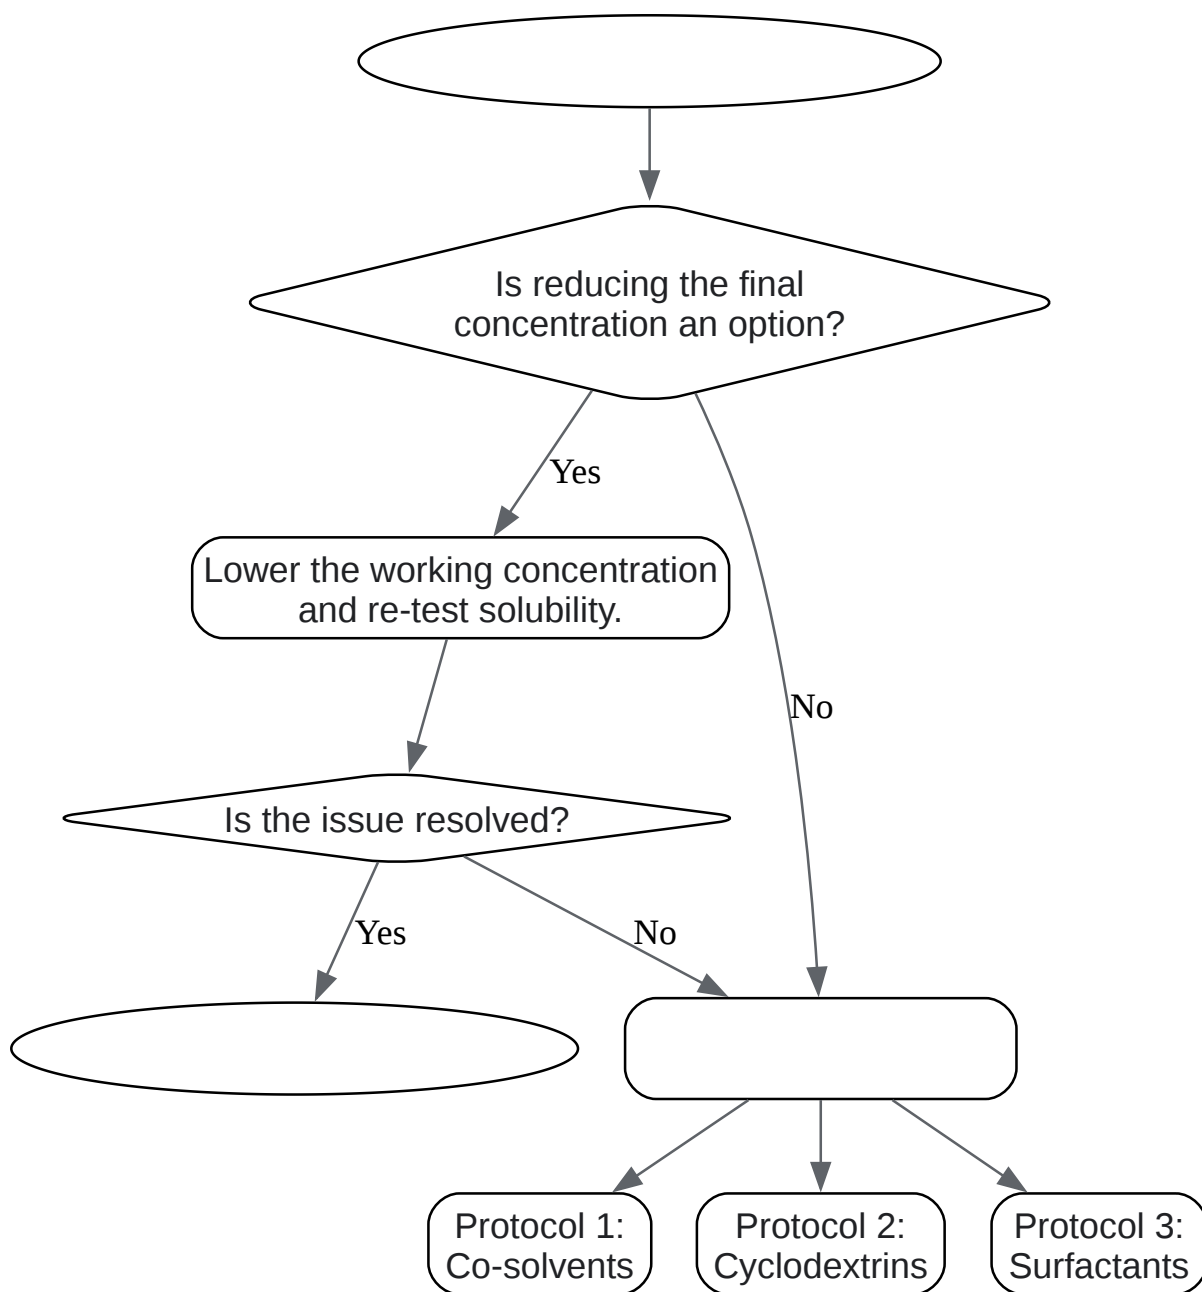 Is reducing the final
concentration an option?
Yes
Lower the working concentration
and re-test solubility.
No
Is the issue resolved?
Yes
No
Protocol 1:
Co-solvents
Protocol 2:
Cyclodextrins
Protocol 3:
Surfactants